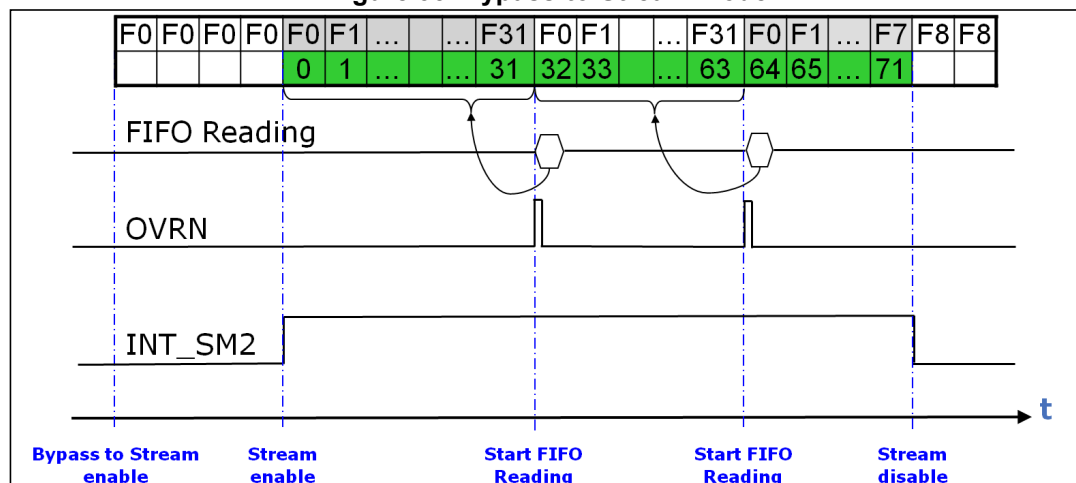 Figure
F0 F0 F0 F0 F0 F1 ... ... F31 F0 F1 ... F31 F0 F1 ... F7 F8 F8
0 1 ... ... 31 32 33 ... 63 64 65 ... 71
FIFO Reading
OVRN
INT_SM2
t
Bypass to Stream
enable
Stream
enable
Start FIFO
Reading
Start FIFO
Reading
Stream
disable